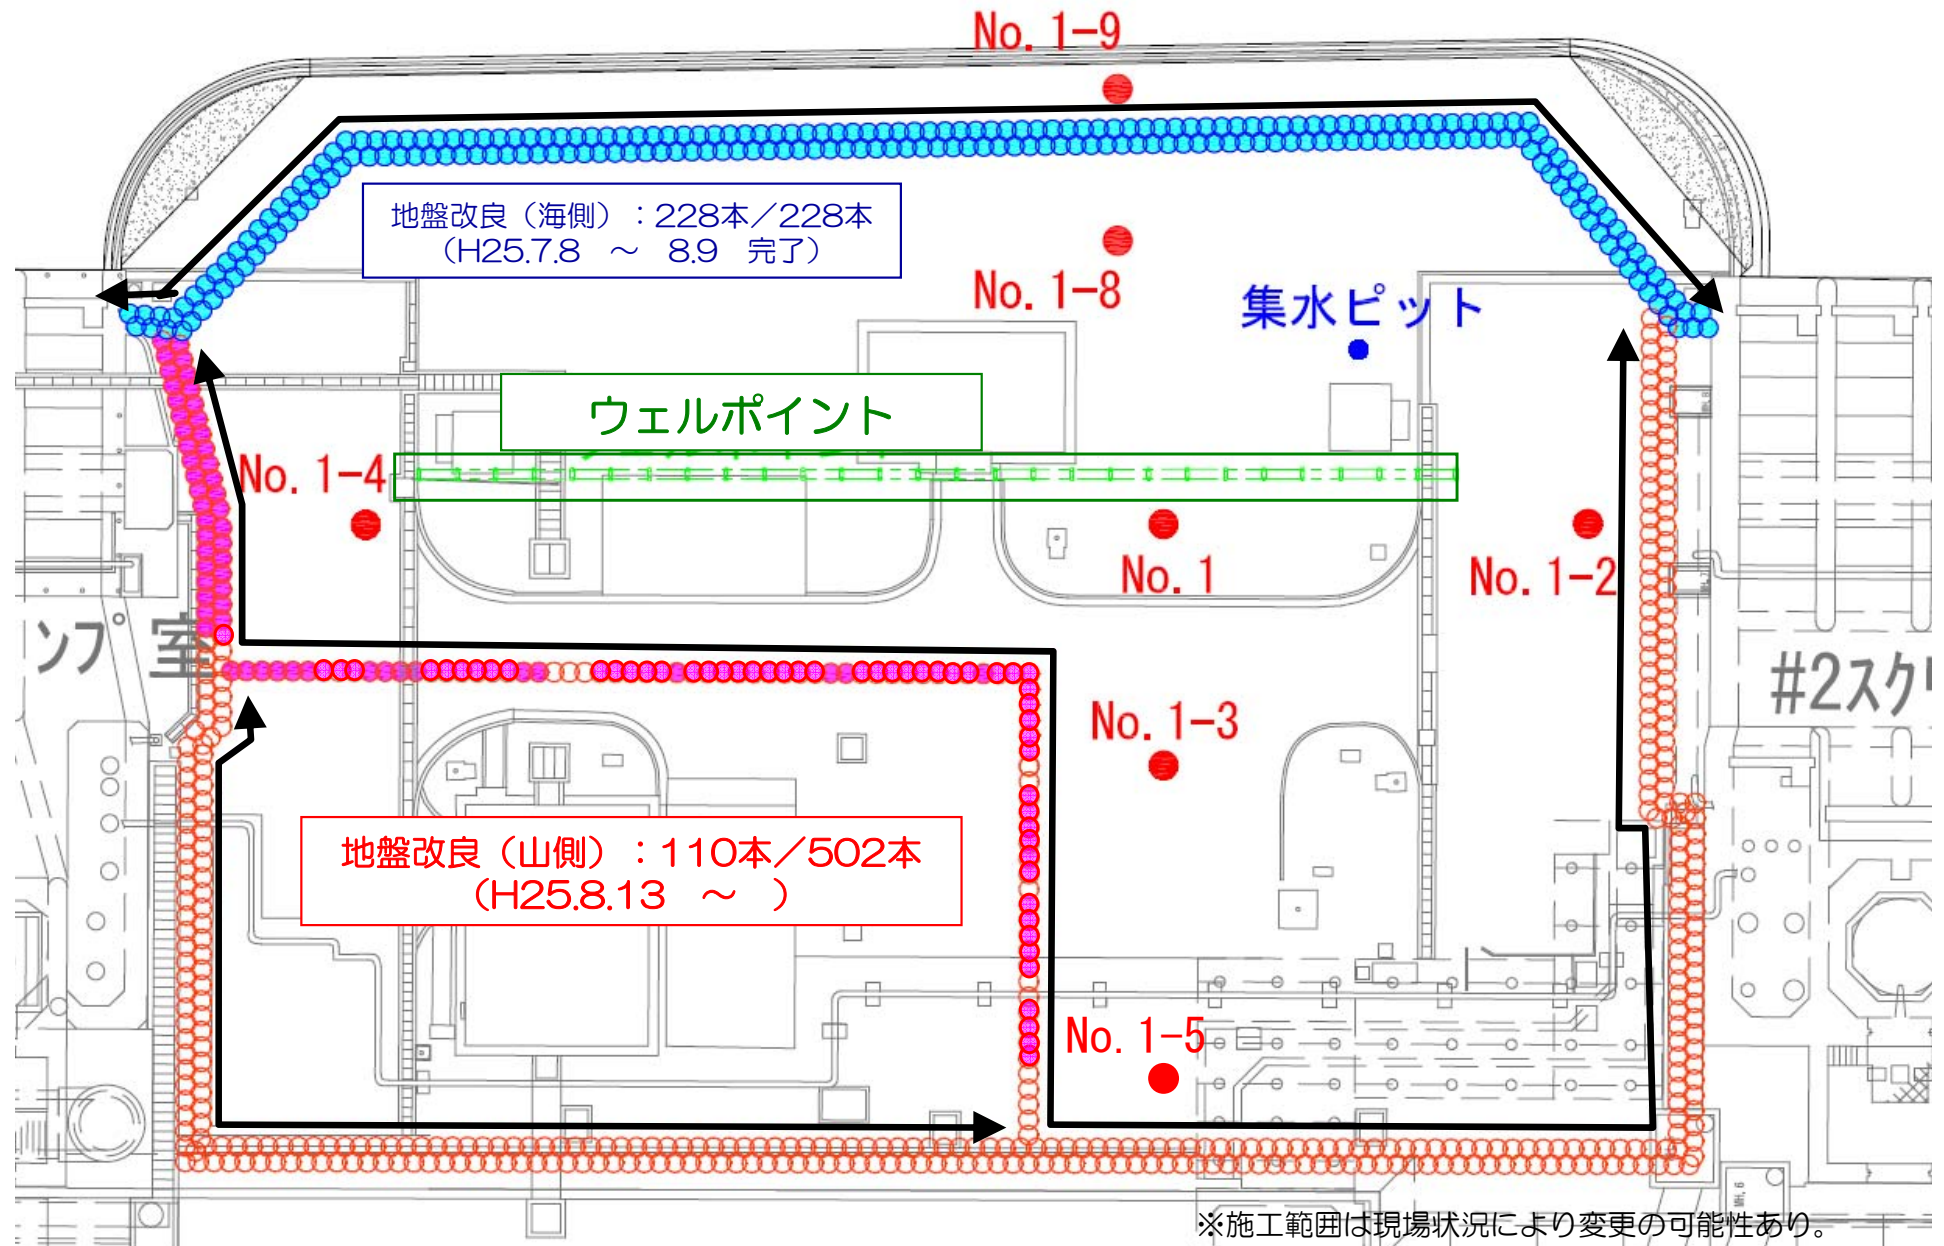 No. 1-9
地盤改良（海側）：228本／228本
（H25.7.8　～　8.9　完了）
No. 1-8
集水ピット
ウェルポイント
No. 1-4
No. 1
No. 1-2
ンプ室
#2スク
No. 1-3
地盤改良（山側）：110本／502本
（H25.8.13　～　）
No. 1-5
MH. 6
※施工範囲は現場状況により変更の可能性あり。